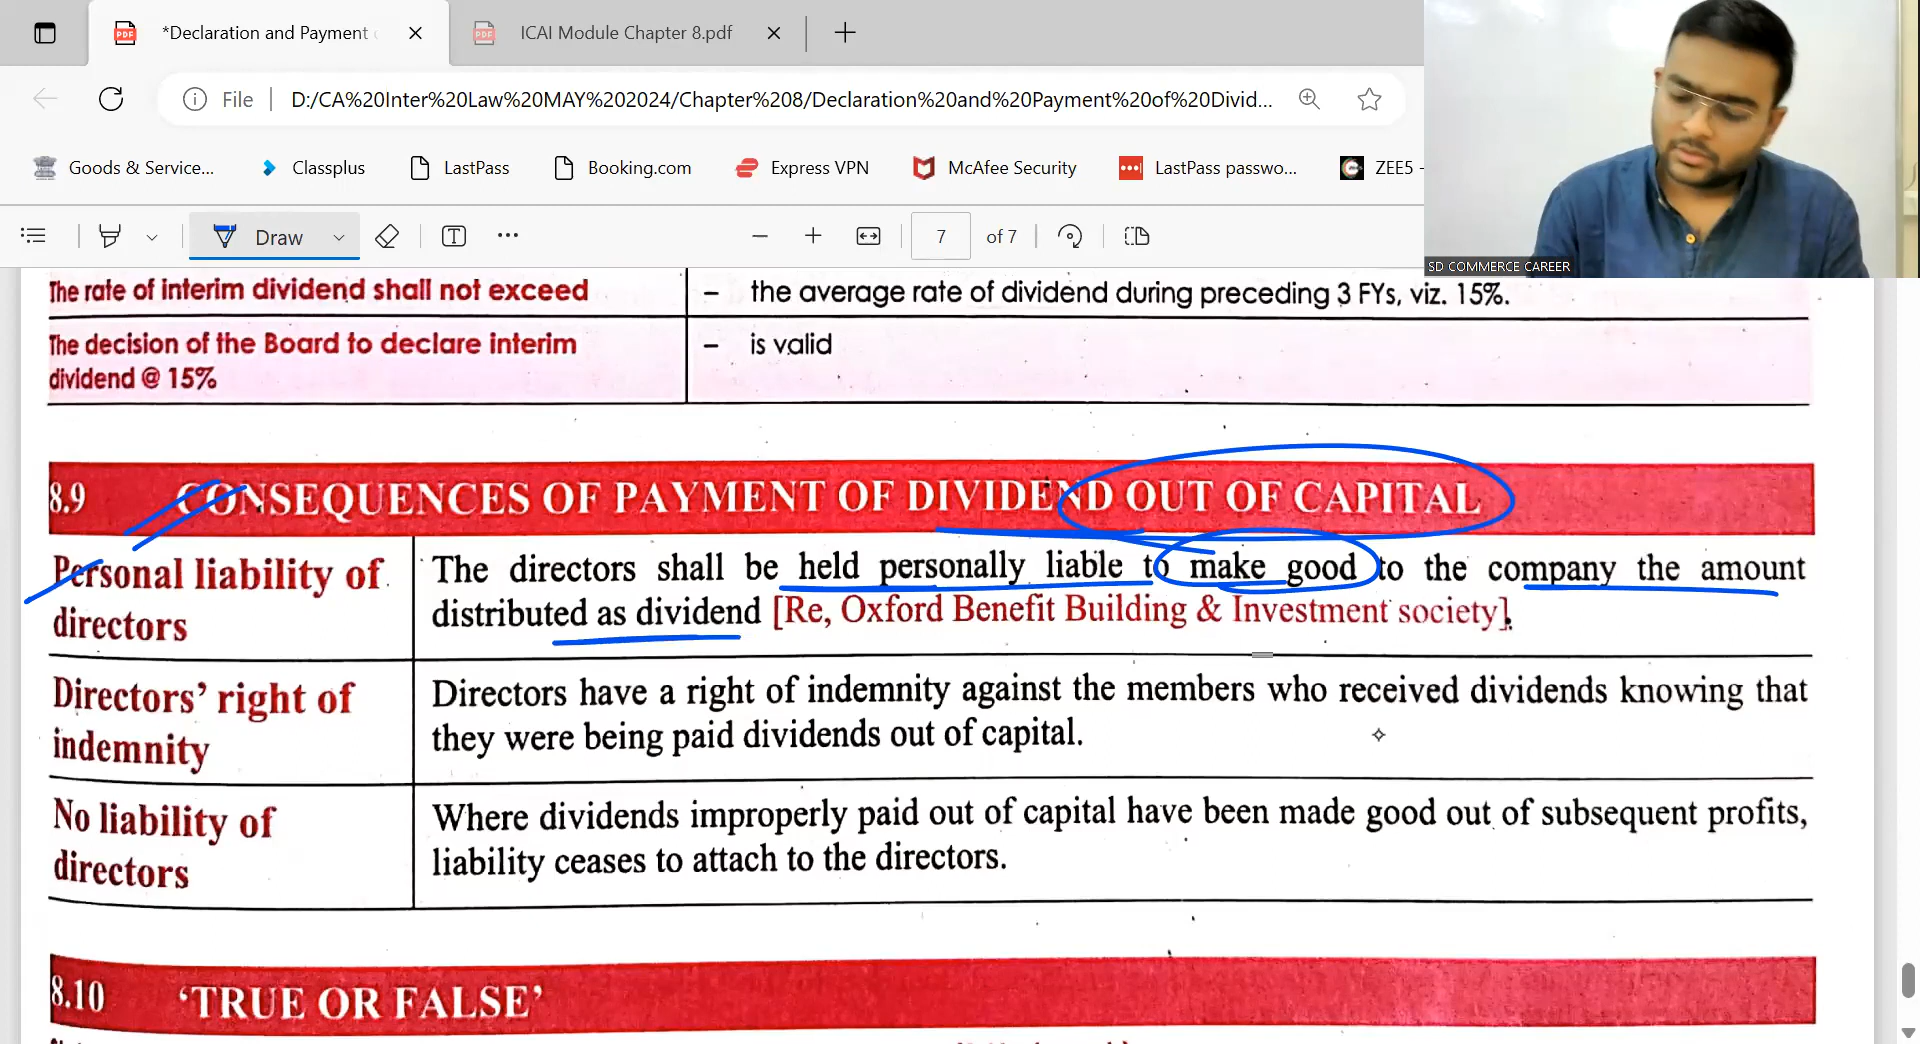 *Declaration and Payment
ICAI Module Chapter 8.pdf
File
D:/CA%20Inter%20Law%20MAY%202024/Chapter%208/Declaration%20and%20Payment%20of%20Divid...
Goods & Service...
Classplus
LastPass
Booking.com
Express VPN
McAfee Security
LastPass passwo...
ZEE5 -
Draw
7
of 7
SD COMMERCE CAREER
The rate of interim dividend shall not exceed
– the average rate of dividend during preceding 3 FYs, viz. 15%.
The decision of the Board to declare interim
dividend @ 15%
– is valid
8.9 CONSEQUENCES OF PAYMENT OF DIVIDEND OUT OF CAPITAL
Personal liability of
directors
The directors shall be held personally liable to make good to the company the amount
distributed as dividend [Re, Oxford Benefit Building & Investment society].
Directors’ right of
indemnity
Directors have a right of indemnity against the members who received dividends knowing that
they were being paid dividends out of capital.
No liability of
directors
Where dividends improperly paid out of capital have been made good out of subsequent profits,
liability ceases to attach to the directors.
8.10 ‘TRUE OR FALSE’